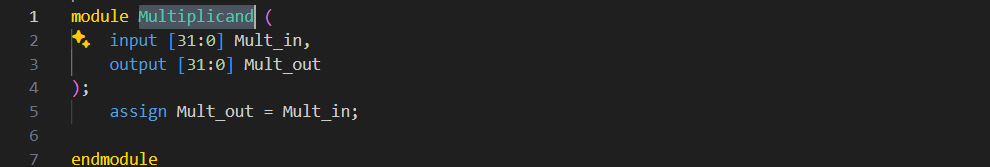 1 module Multiplicand (
2 input [31:0] Mult_in,
3 output [31:0] Mult_out
4 );
5 assign Mult_out = Mult_in;
6
7 endmodule